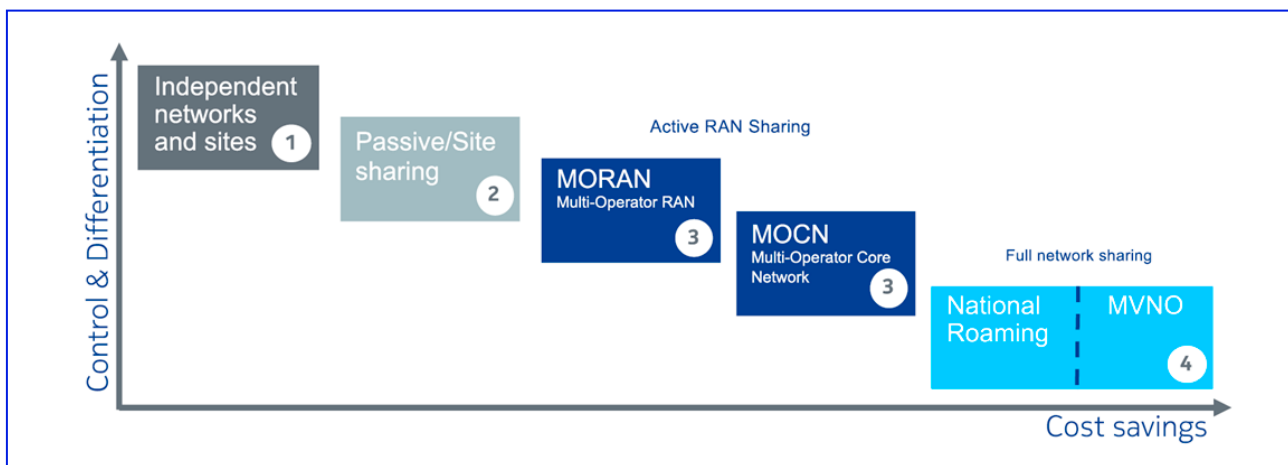 Control & Differentiation
Independent
networks
and sites
1
Passive/Site
sharing
2
Active RAN Sharing
MORAN
Multi-Operator RAN
3
MOCN
Multi-Operator Core
Network
3
Full network sharing
National
Roaming
MVNO
4
Cost savings